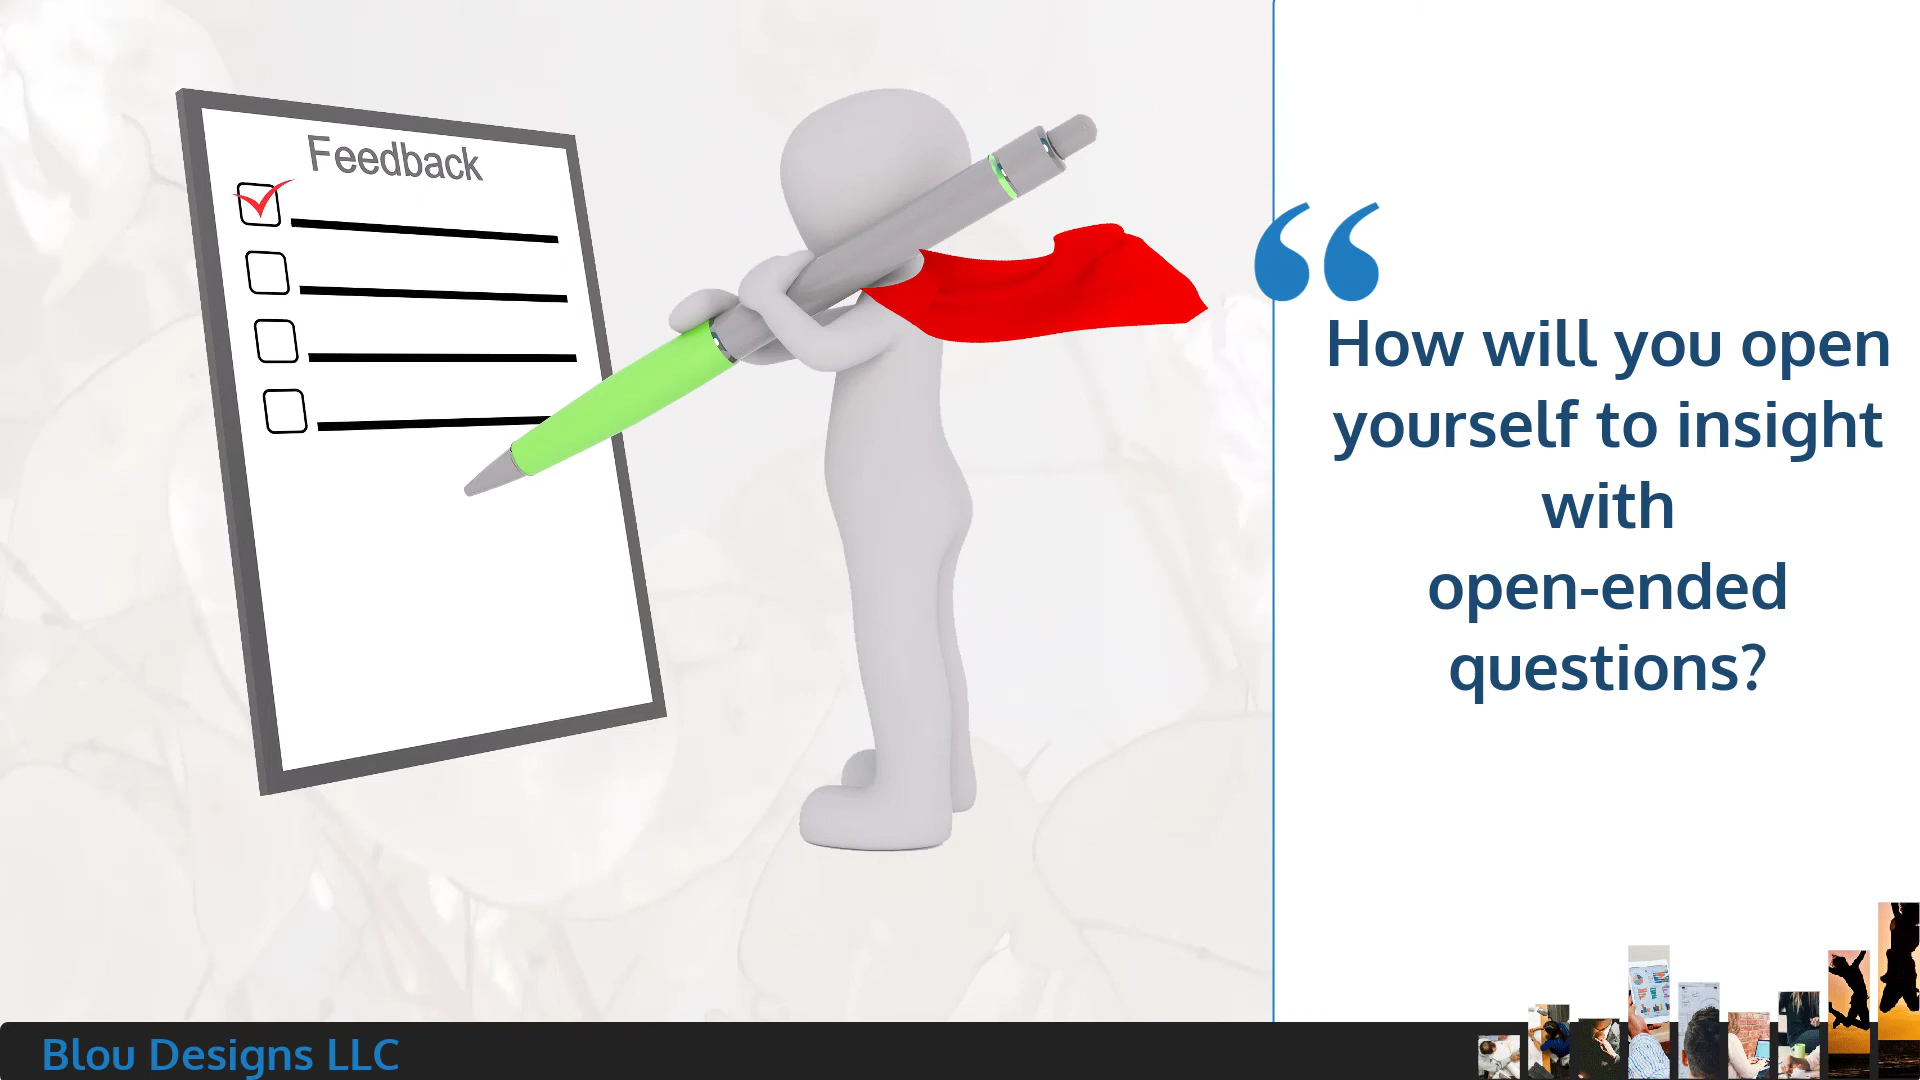 Feedback
“
How will you open
yourself to insight
with
open-ended
questions?
Blou Designs LLC